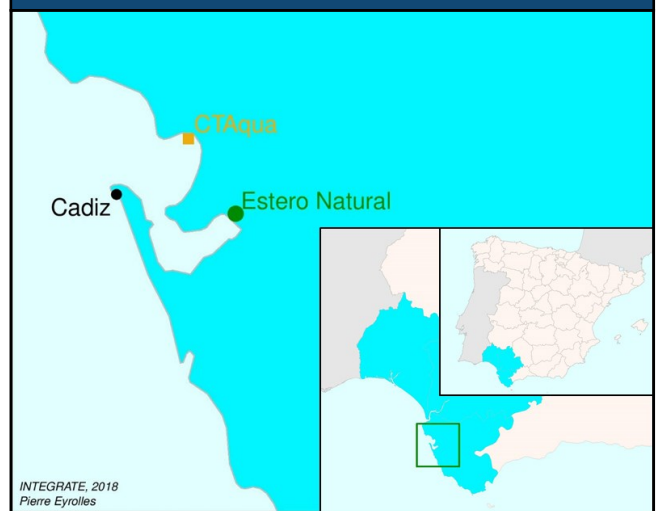 CTAqua
Cadiz
Estero Natural
INTEGRATE, 2018
Pierre Eyrolles